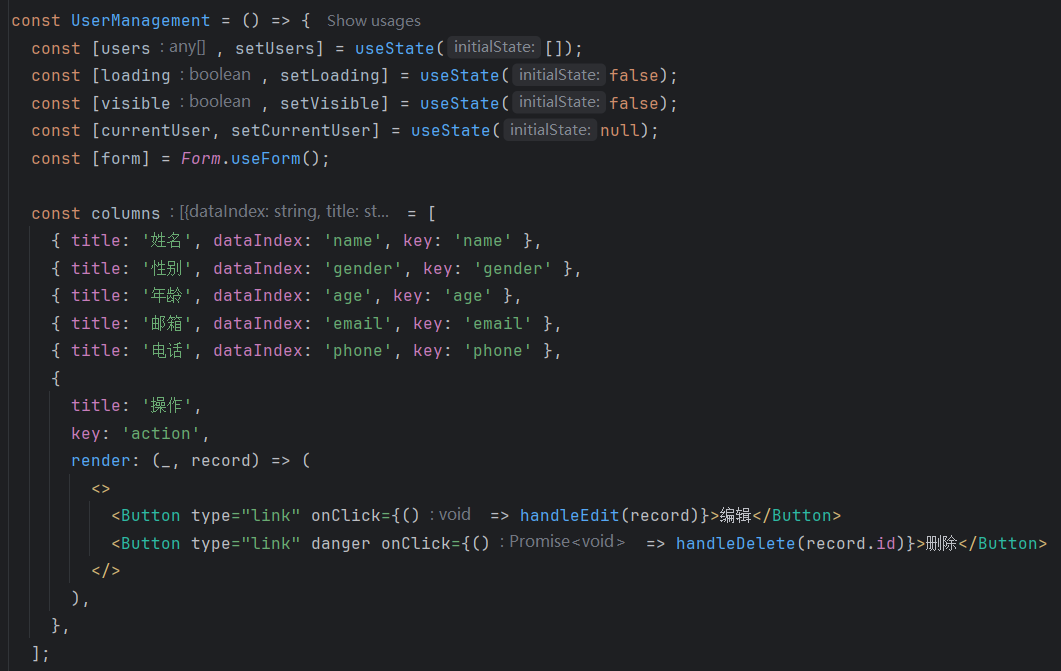 const UserManagement = () => { Show usages
const [users : any[] , setUsers] = useState( initialState: []);
const [loading : boolean , setLoading] = useState( initialState: false);
const [visible : boolean , setVisible] = useState( initialState: false);
const [currentUser, setCurrentUser] = useState( initialState: null);
const [form] = Form.useForm();
const columns : [{dataIndex: string, title: st... = [
{ title: '姓名', dataIndex: 'name', key: 'name' },
{ title: '性别', dataIndex: 'gender', key: 'gender' },
{ title: '年龄', dataIndex: 'age', key: 'age' },
{ title: '邮箱', dataIndex: 'email', key: 'email' },
{ title: '电话', dataIndex: 'phone', key: 'phone' },
{
title: '操作',
key: 'action',
render: (_, record) => (
<>
<Button type="link" onClick={() : void => handleEdit(record)}>编辑</Button>
<Button type="link" danger onClick={() : Promise<void> => handleDelete(record.id)}>删除</Button>
</>
),
},
];